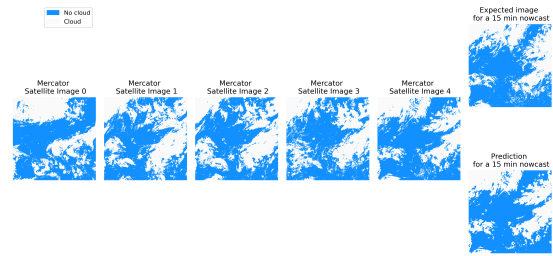 No cloud
Cloud
Expected image
for a 15 min nowcast
Mercator
Satellite Image 0
Mercator
Satellite Image 1
Mercator
Satellite Image 2
Mercator
Satellite Image 3
Mercator
Satellite Image 4
Prediction
for a 15 min nowcast